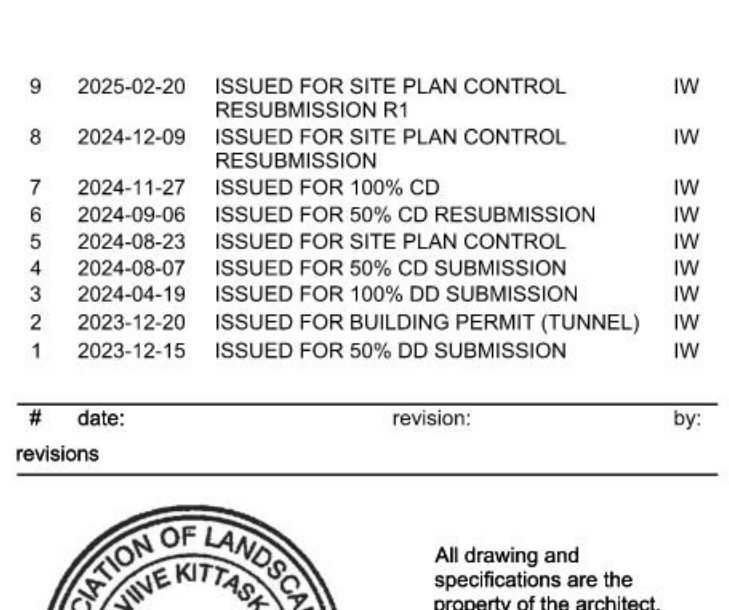 9 2025-02-20 ISSUED FOR SITE PLAN CONTROL IW
RESUBMISSION R1
8 2024-12-09 ISSUED FOR SITE PLAN CONTROL IW
RESUBMISSION
7 2024-11-27 ISSUED FOR 100% CD IW
6 2024-09-06 ISSUED FOR 50% CD RESUBMISSION IW
5 2024-08-23 ISSUED FOR SITE PLAN CONTROL IW
4 2024-08-07 ISSUED FOR 50% CD SUBMISSION IW
3 2024-04-19 ISSUED FOR 100% DD SUBMISSION IW
2 2023-12-20 ISSUED FOR BUILDING PERMIT (TUNNEL) IW
1 2023-12-15 ISSUED FOR 50% DD SUBMISSION IW
# date: revision: by:
revisions
OF
VIIVE
All drawing and
specifications are the
property of the architect.